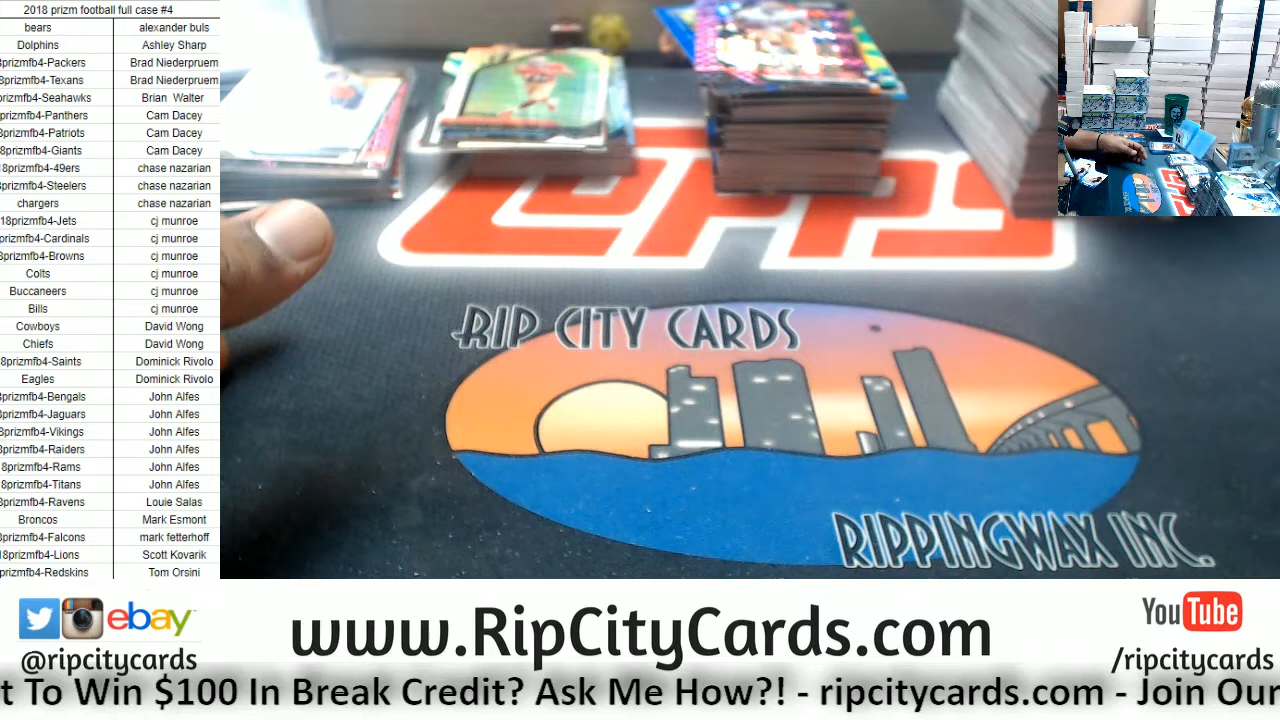 2018 prizm football full case #4
bears alexander buls
Dolphins Ashley Sharp
8prizmfb4-Packers Brad Niederpruem
8prizmfb4-Texans Brad Niederpruem
prizmfb4-Seahawks Brian Walter
prizmfb4-Panthers Cam Dacey
8prizmfb4-Patriots Cam Dacey
8prizmfb4-Giants Cam Dacey
18prizmfb4-49ers chase nazarian
8prizmfb4-Steelers chase nazarian
chargers chase nazarian
18prizmfb4-Jets cj munroe
prizmfb4-Cardinals cj munroe
8prizmfb4-Browns cj munroe
Colts cj munroe
Buccaneers cj munroe
Bills cj munroe
Cowboys David Wong
Chiefs David Wong
8prizmfb4-Saints Dominick Rivolo
Eagles Dominick Rivolo
8prizmfb4-Bengals John Alfes
8prizmfb4-Jaguars John Alfes
8prizmfb4-Vikings John Alfes
8prizmfb4-Raiders John Alfes
8prizmfb4-Rams John Alfes
8prizmfb4-Titans John Alfes
8prizmfb4-Ravens Louie Salas
Broncos Mark Esmont
8prizmfb4-Falcons mark fetterhoff
18prizmfb4-Lions Scott Kovarik
prizmfb4-Redskins Tom Orsini
RIP CITY CARDS
RIPPINGWAX INC.
ebay
@ripcitycards
www.RipCityCards.com
YouTube
/ripcitycards
t To Win $100 In Break Credit? Ask Me How?! - ripcitycards.com - Join Our